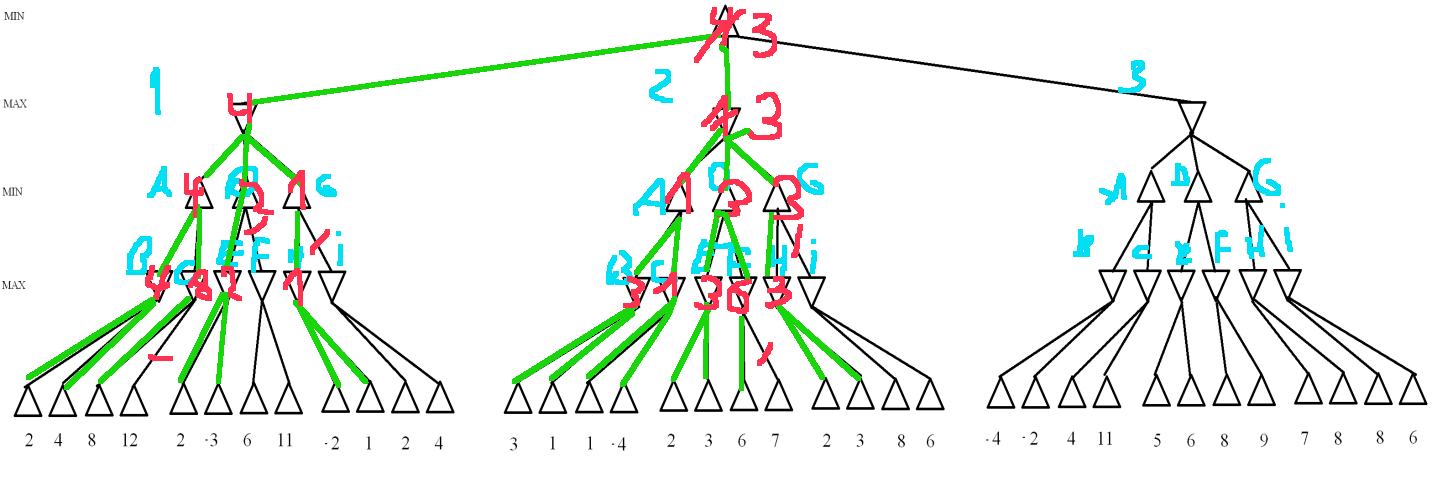 MIN 4 3
1 2 3
MAX 4 1 3
A D G A D G A D G
MIN 4 2 1 1 3 3
B C E F H i B C E F H i B C E F H i
MAX 4 8 2 1 3 1 3 6 3
2 4 8 12 2 -3 6 11 -2 1 2 4 3 1 1 -4 2 3 6 7 2 3 8 6 -4 -2 4 11 5 6 8 9 7 8 8 6